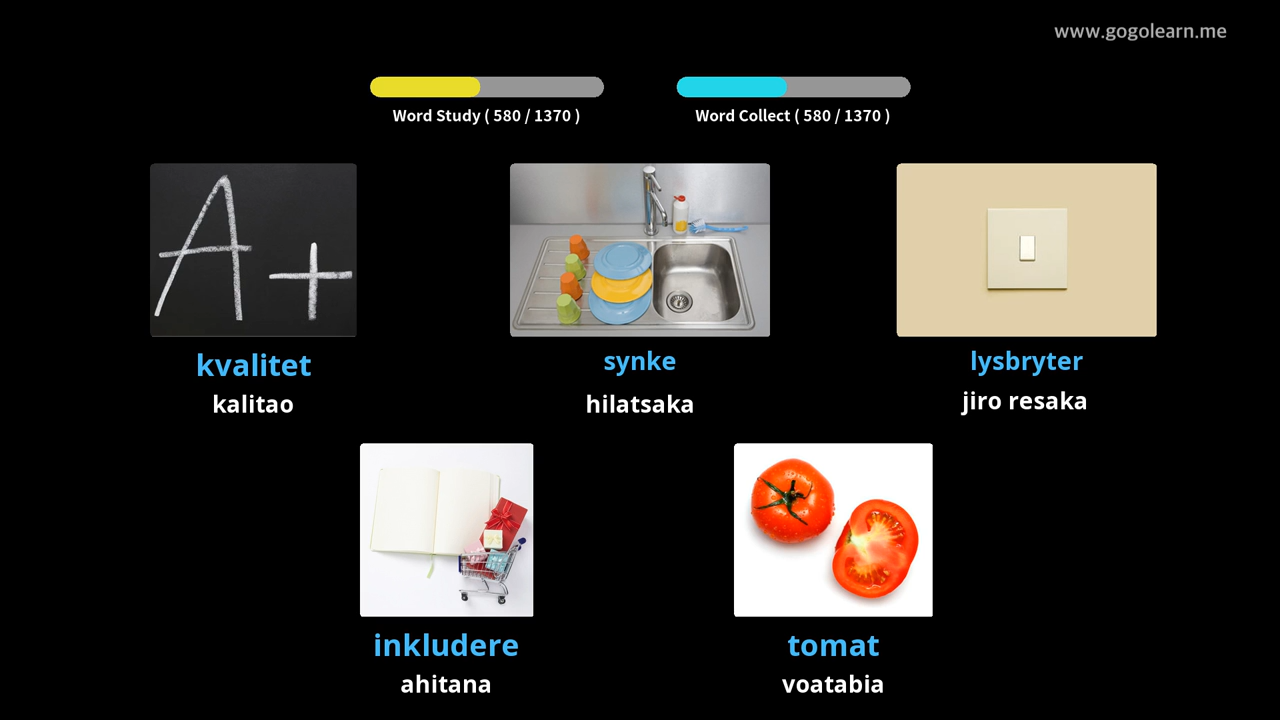 www.gogolearn.me
Word Study ( 580 / 1370 )
Word Collect ( 580 / 1370 )
A+
kvalitet
kalitao
synke
hilatsaka
lysbryter
jiro resaka
inkludere
ahitana
tomat
voatabia